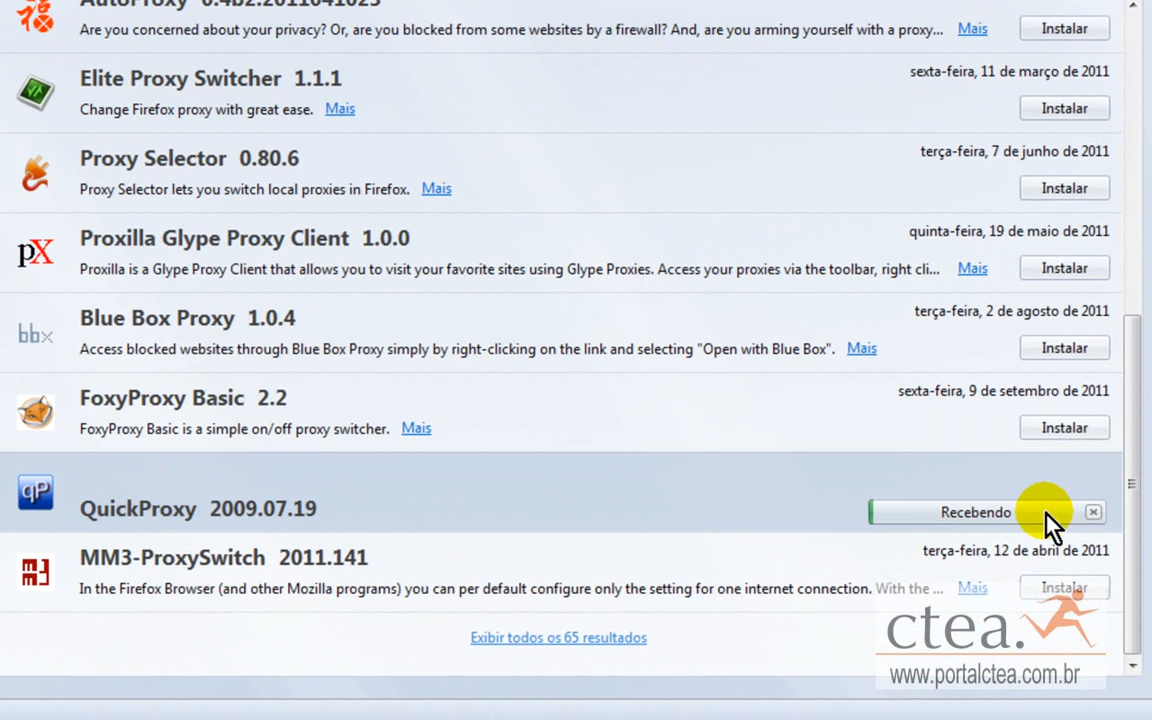 AutoProxy 0.4b2.2011041023
Are you concerned about your privacy? Or, are you blocked from some websites by a firewall? And, are you arming yourself with a proxy... Mais Instalar
Elite Proxy Switcher 1.1.1
sexta-feira, 11 de março de 2011
Change Firefox proxy with great ease. Mais Instalar
Proxy Selector 0.80.6
terça-feira, 7 de junho de 2011
Proxy Selector lets you switch local proxies in Firefox. Mais Instalar
pX
Proxilla Glype Proxy Client 1.0.0
quinta-feira, 19 de maio de 2011
Proxilla is a Glype Proxy Client that allows you to visit your favorite sites using Glype Proxies. Access your proxies via the toolbar, right cli... Mais Instalar
bbx
Blue Box Proxy 1.0.4
terça-feira, 2 de agosto de 2011
Access blocked websites through Blue Box Proxy simply by right-clicking on the link and selecting "Open with Blue Box". Mais Instalar
FoxyProxy Basic 2.2
sexta-feira, 9 de setembro de 2011
FoxyProxy Basic is a simple on/off proxy switcher. Mais Instalar
qP
QuickProxy 2009.07.19
Recebendo
MM3-ProxySwitch 2011.141
terça-feira, 12 de abril de 2011
In the Firefox Browser (and other Mozilla programs) you can per default configure only the setting for one internet connection. With the ... Mais Instalar
Exibir todos os 65 resultados
ctea.
www.portalctea.com.br